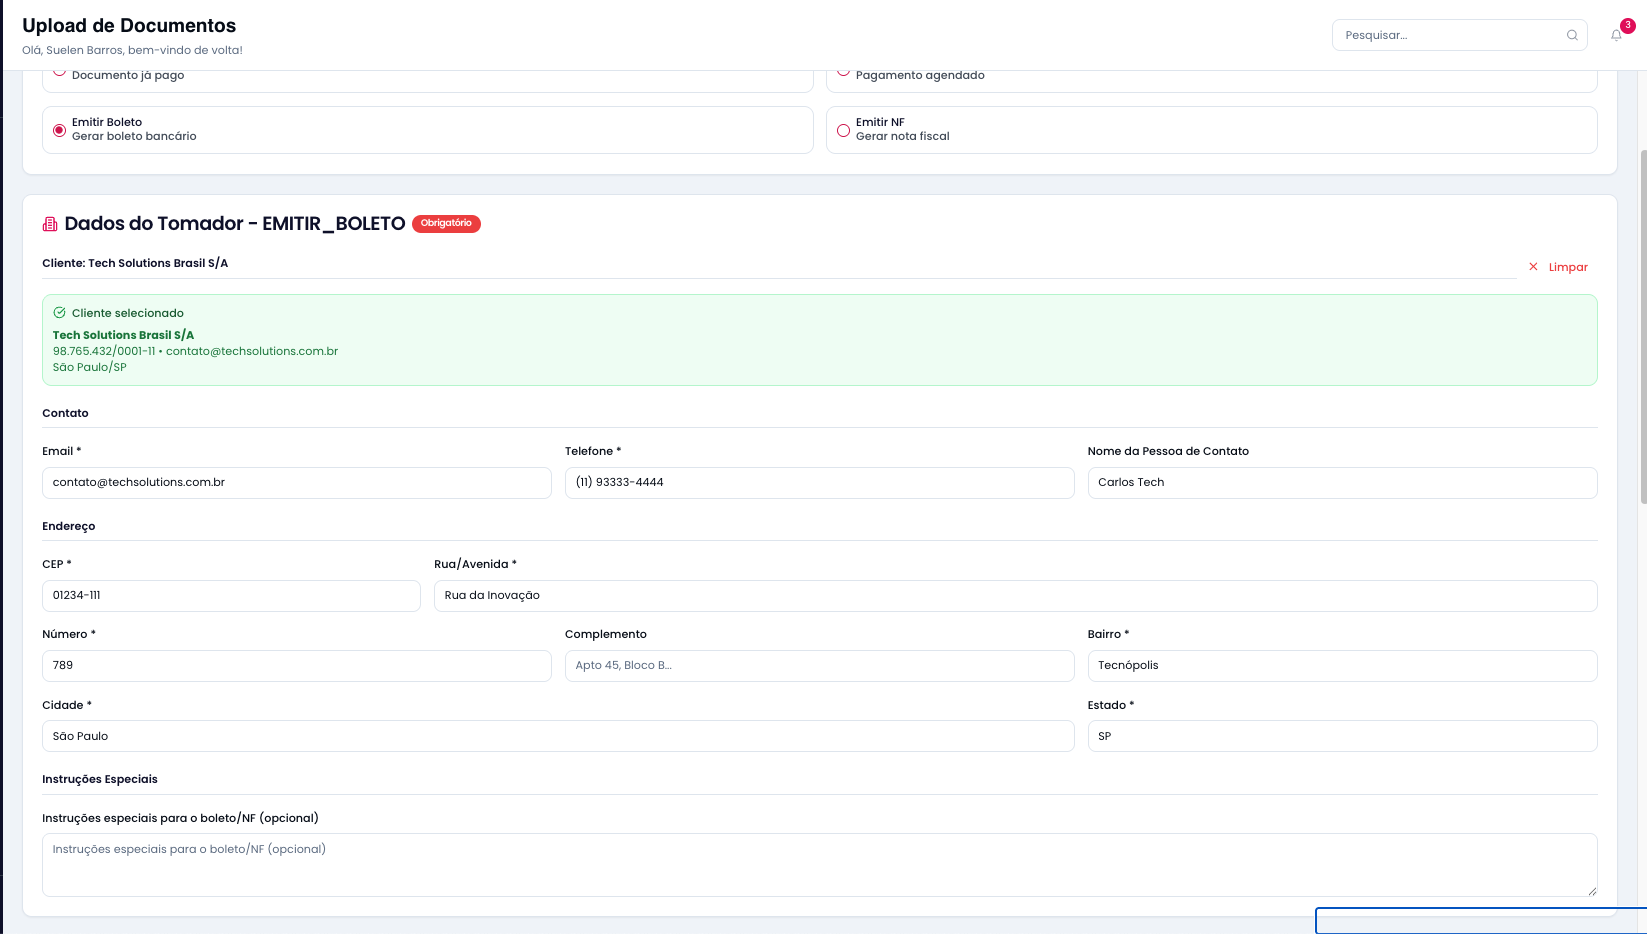 Upload de Documentos
Olá, Suelen Barros, bem-vindo de volta!
Pesquisar...
3
Documento já pago
Pagamento agendado
Emitir Boleto
Gerar boleto bancário
Emitir NF
Gerar nota fiscal
Dados do Tomador - EMITIR_BOLETO Obrigatório
Cliente: Tech Solutions Brasil S/A
Limpar
Cliente selecionado
Tech Solutions Brasil S/A
98.765.432/0001-11 • contato@techsolutions.com.br
São Paulo/SP
Contato
Email *
Telefone *
Nome da Pessoa de Contato
contato@techsolutions.com.br
(11) 93333-4444
Carlos Tech
Endereço
CEP *
Rua/Avenida *
01234-111
Rua da Inovação
Número *
Complemento
Bairro *
789
Apto 45, Bloco B...
Tecnópolis
Cidade *
Estado *
São Paulo
SP
Instruções Especiais
Instruções especiais para o boleto/NF (opcional)
Instruções especiais para o boleto/NF (opcional)